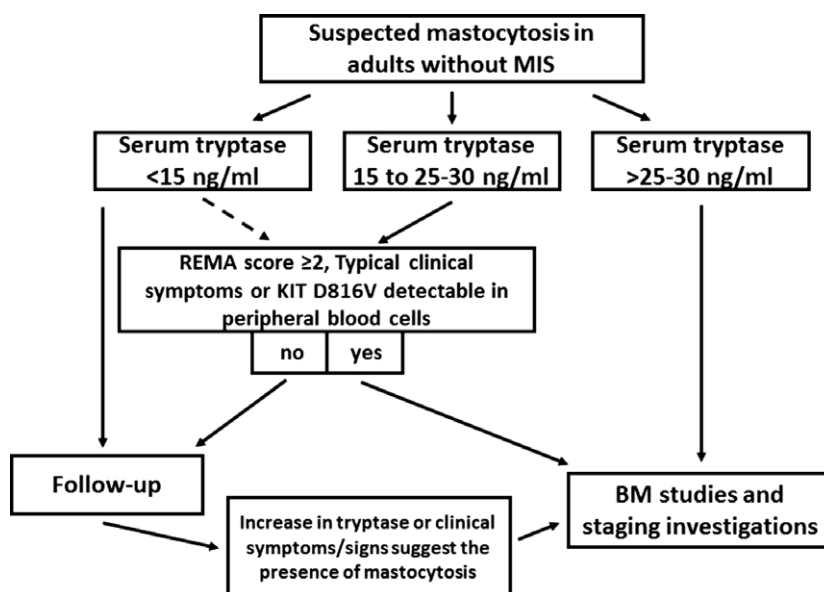 Suspected mastocytosis in
adults without MIS
Serum tryptase
<15 ng/ml
Serum tryptase
15 to 25-30 ng/ml
Serum tryptase
>25-30 ng/ml
REMA score ≥2, Typical clinical
symptoms or KIT D816V detectable in
peripheral blood cells
no
yes
Follow-up
BM studies and
staging investigations
Increase in tryptase or clinical
symptoms/signs suggest the
presence of mastocytosis